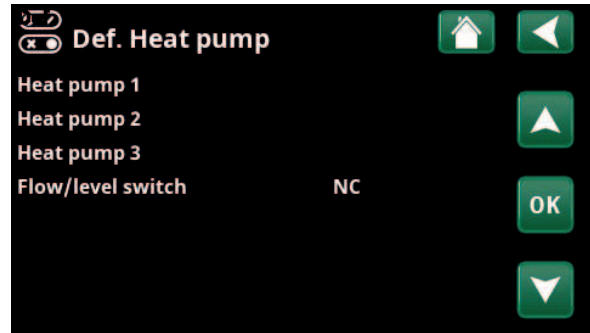 Def. Heat pump
Heat pump 1
Heat pump 2
Heat pump 3
Flow/level switch NC
OK